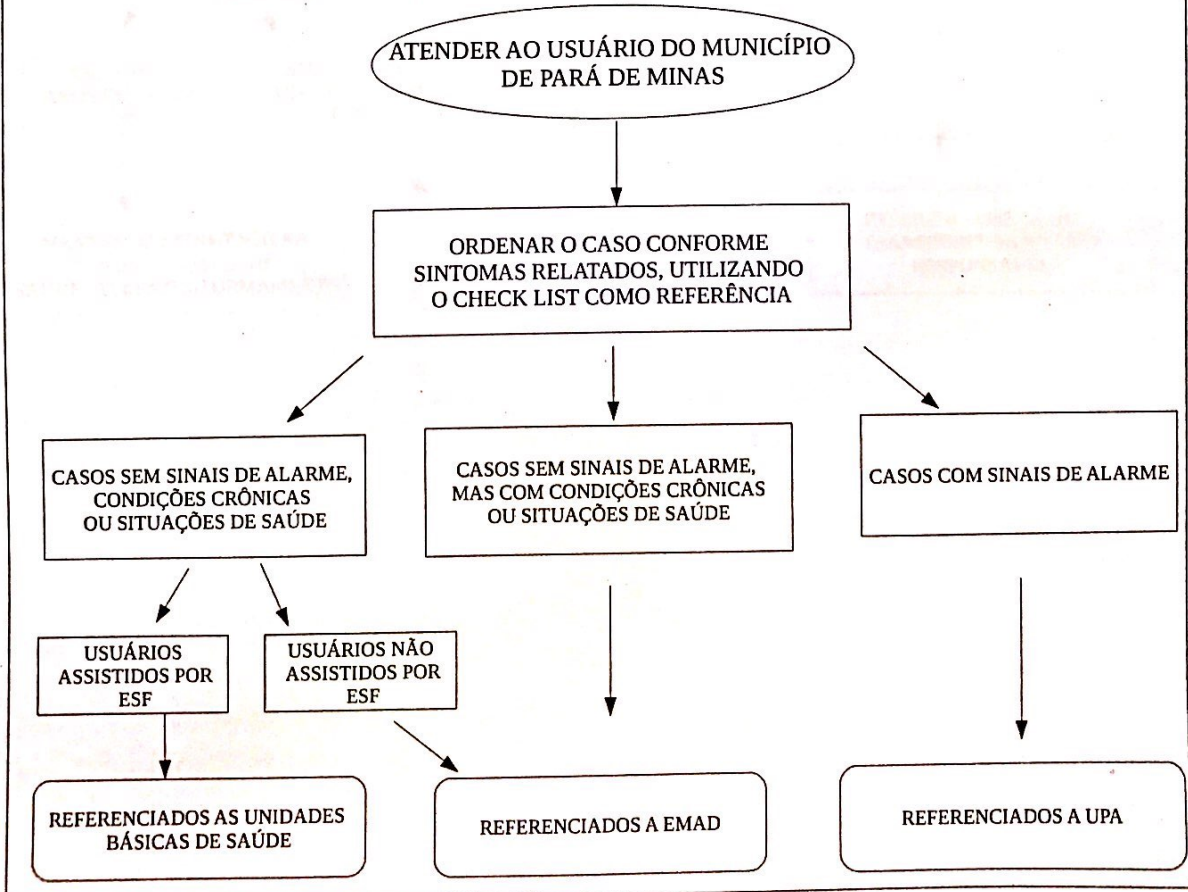 ATENDER AO USUÁRIO DO MUNICÍPIO
DE PARÁ DE MINAS
ORDENAR O CASO CONFORME
SINTOMAS RELATADOS, UTILIZANDO
O CHECK LIST COMO REFERÊNCIA
CASOS SEM SINAIS DE ALARME,
CONDIÇÕES CRÔNICAS
OU SITUAÇÕES DE SAÚDE
CASOS SEM SINAIS DE ALARME,
MAS COM CONDIÇÕES CRÔNICAS
OU SITUAÇÕES DE SAÚDE
CASOS COM SINAIS DE ALARME
USUÁRIOS
ASSISTIDOS POR
ESF
USUÁRIOS NÃO
ASSISTIDOS POR
ESF
REFERENCIADOS AS UNIDADES
BÁSICAS DE SAÚDE
REFERENCIADOS A EMAD
REFERENCIADOS A UPA